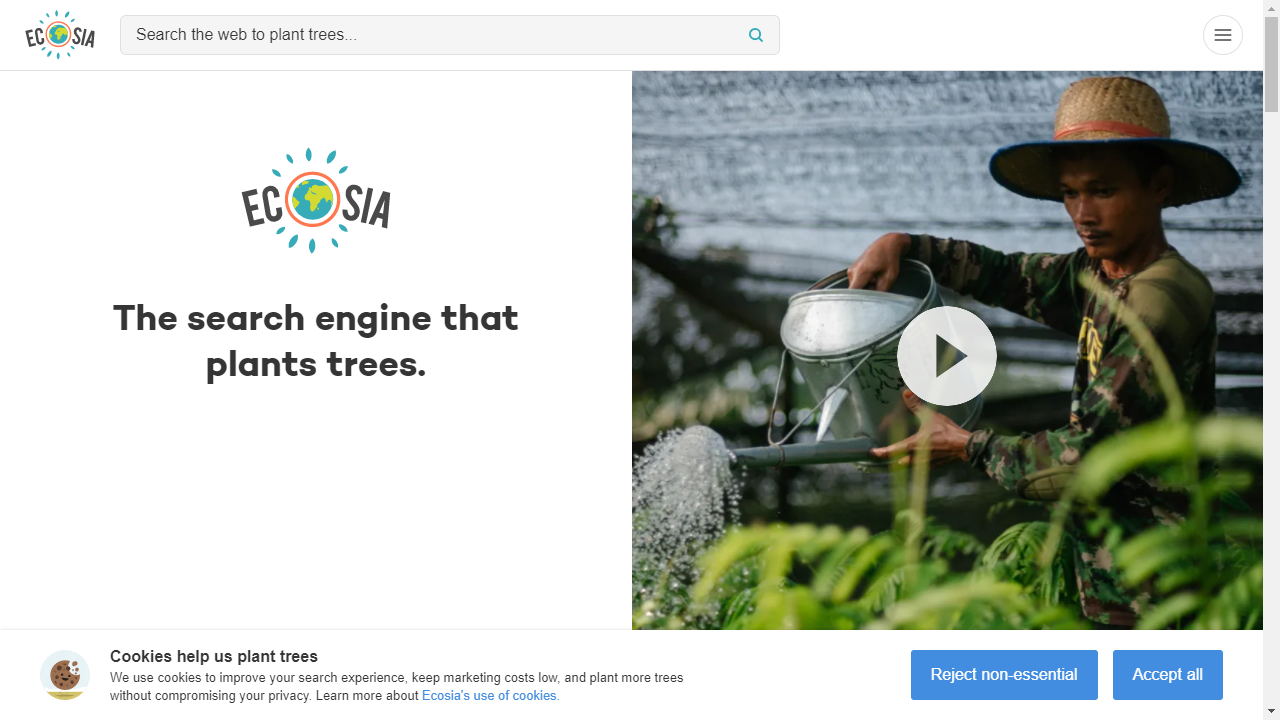 ECOSIA
Search the web to plant trees...
ECOSIA
The search engine that
plants trees.
Cookies help us plant trees
We use cookies to improve your search experience, keep marketing costs low, and plant more trees
without compromising your privacy. Learn more about Ecosia's use of cookies.
Reject non-essential
Accept all